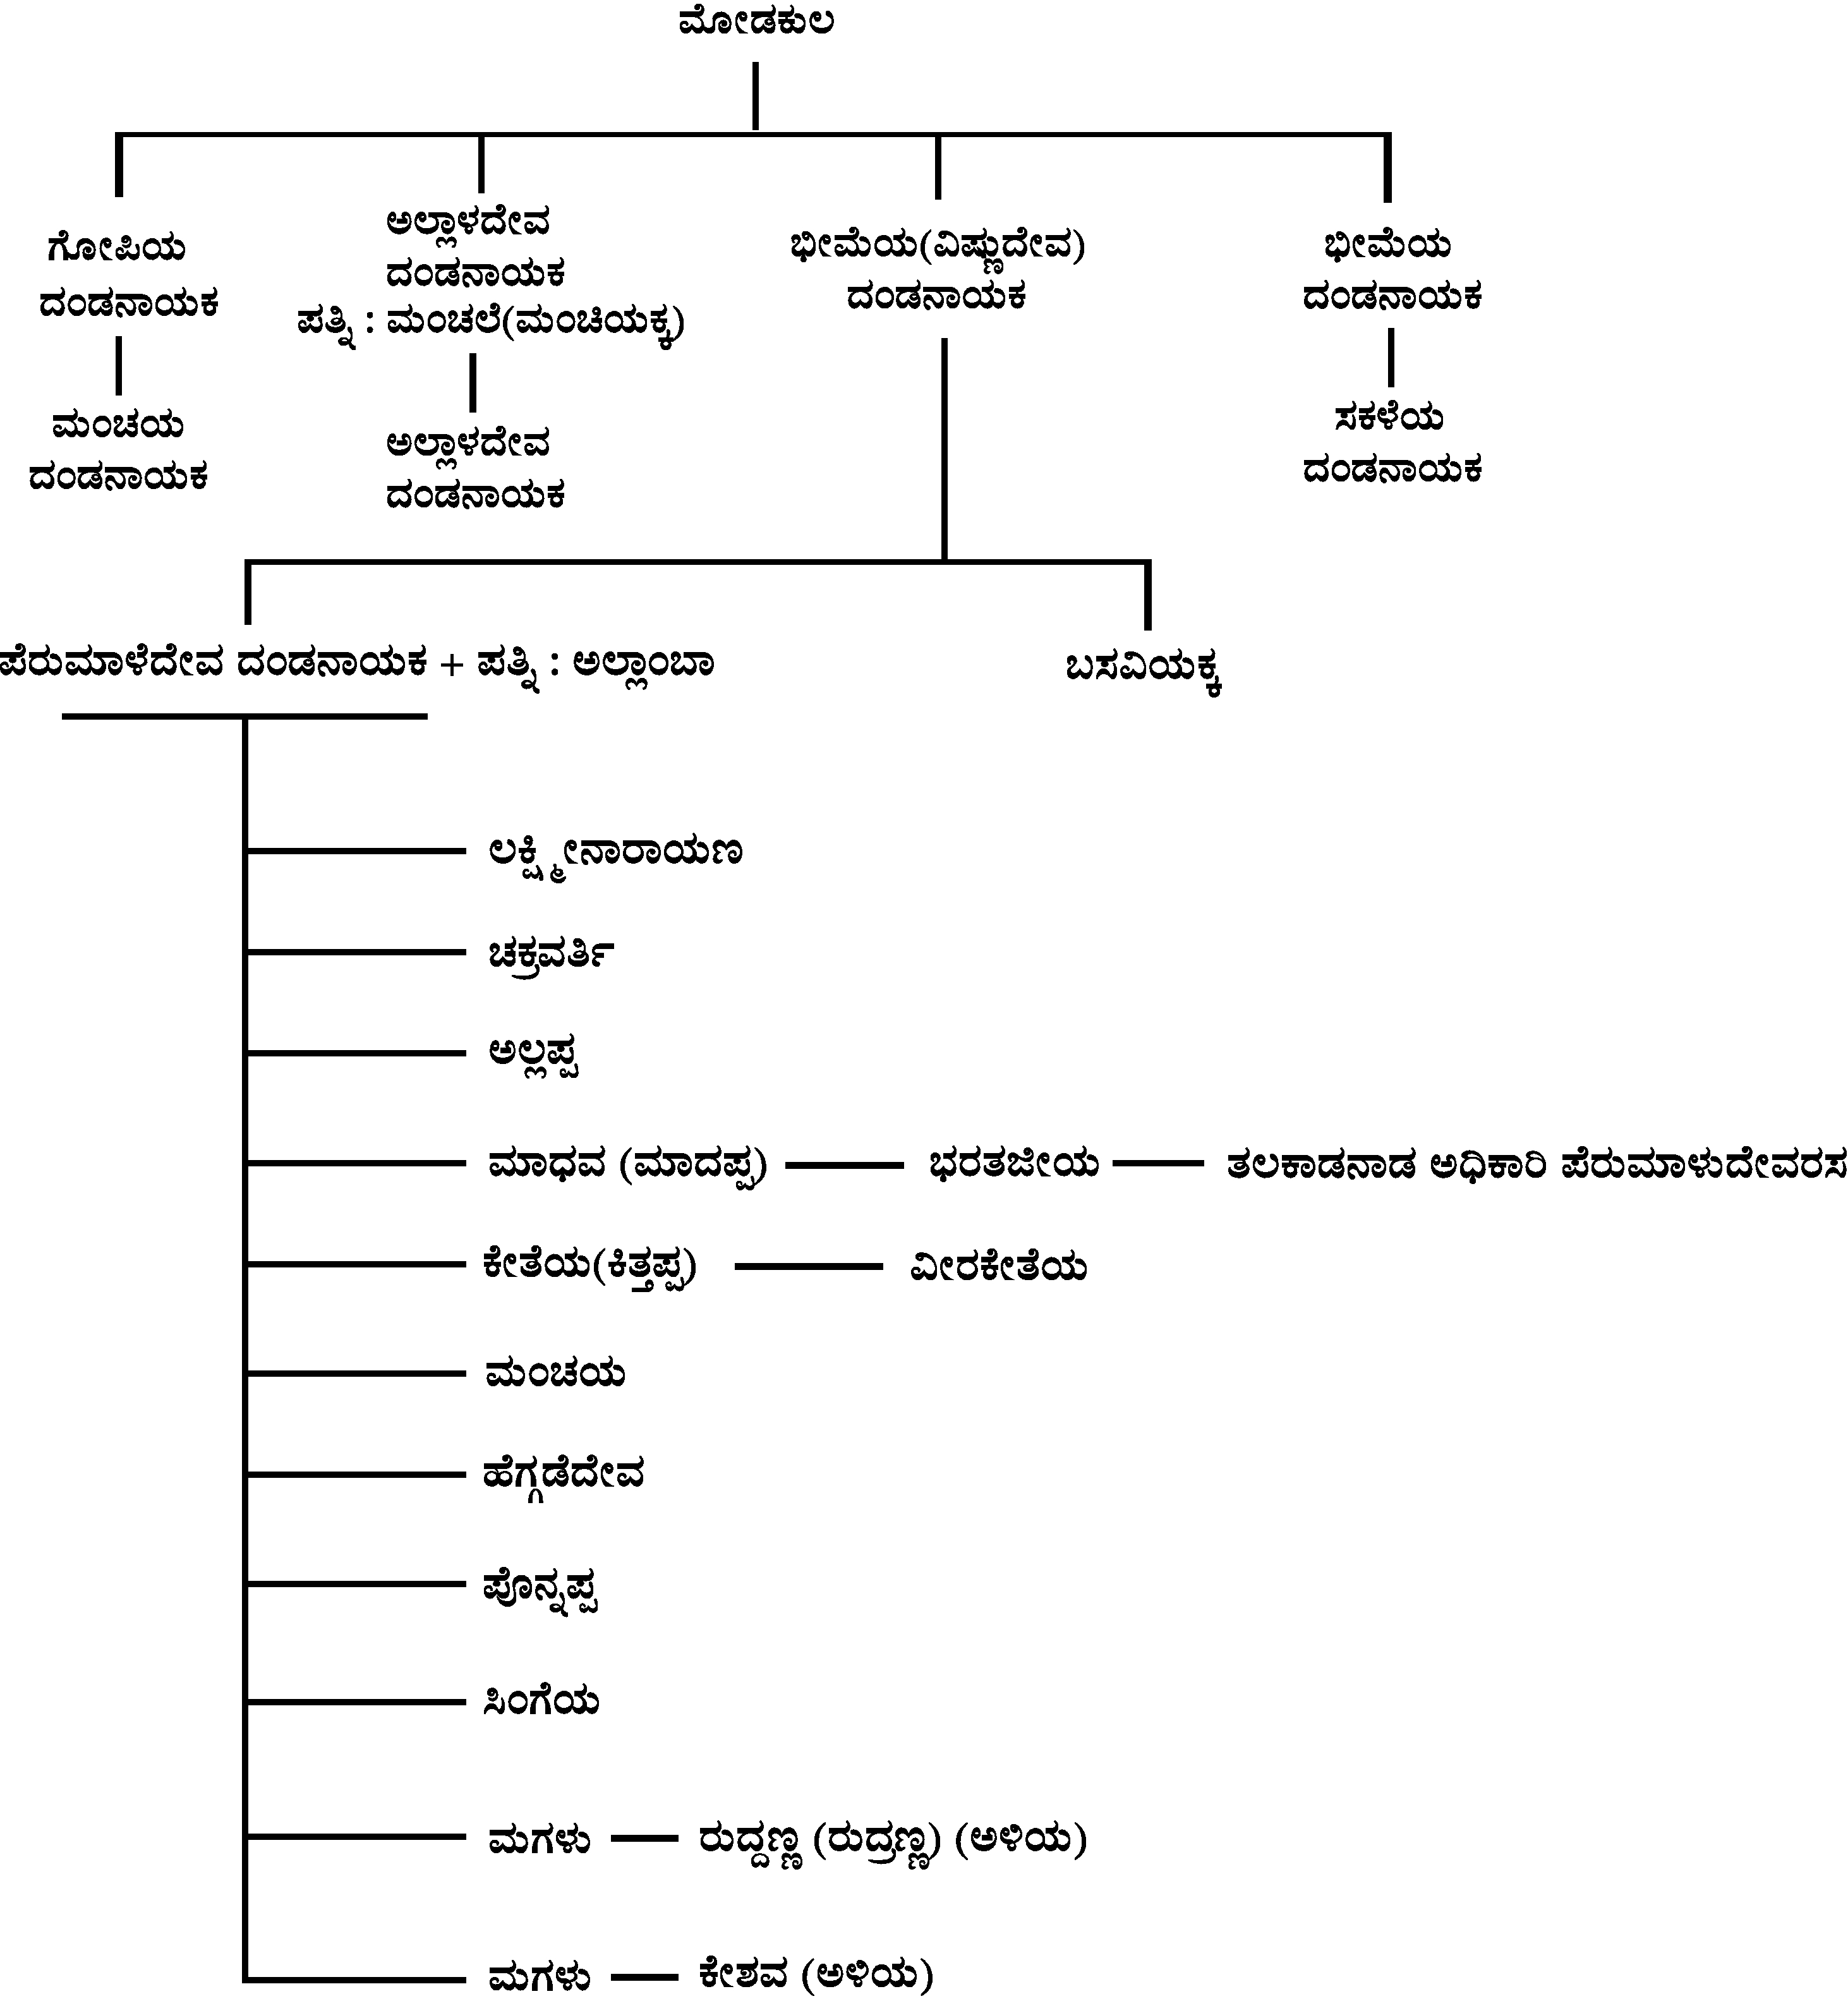 ಮೋಡಕುಲ
ಗೋಪಿಯ
ದಂಡನಾಯಕ
ಅಲ್ಲಾಳದೇವ
ದಂಡನಾಯಕ
ಪತ್ನಿ : ಮಂಚಲೆ(ಮಂಚಿಯಕ್ಕ)
ಭೀಮೆಯ(ವಿಷ್ಣುದೇವ)
ದಂಡನಾಯಕ
ಭೀಮೆಯ
ದಂಡನಾಯಕ
ಮಂಚಯ
ದಂಡನಾಯಕ
ಅಲ್ಲಾಳದೇವ
ದಂಡನಾಯಕ
ಸಕಳೆಯ
ದಂಡನಾಯಕ
ಪೆರುಮಾಳೆದೇವ ದಂಡನಾಯಕ + ಪತ್ನಿ : ಅಲ್ಲಾಂಬಾ
ಬಸವಿಯಕ್ಕ
ಲಕ್ಷ್ಮೀನಾರಾಯಣ
ಚಕ್ರವರ್ತಿ
ಅಲ್ಲಪ್ಪ
ಮಾಧವ (ಮಾದಪ್ಪ) ಭರತಜೀಯ ತಲಕಾಡನಾಡ ಅಧಿಕಾರಿ ಪೆರುಮಾಳುದೇವರಸ
ಕೇತೆಯ(ಕಿತ್ತಪ್ಪ) ವೀರಕೇತೆಯ
ಮಂಚಯ
ಹೆಗ್ಗಡೆದೇವ
ಪೊನ್ನಪ್ಪ
ಸಿಂಗೆಯ
ಮಗಳು ರುದ್ದಣ್ಣ (ರುದ್ರಣ್ಣ) (ಅಳಿಯ)
ಮಗಳು ಕೇಶವ (ಅಳಿಯ)